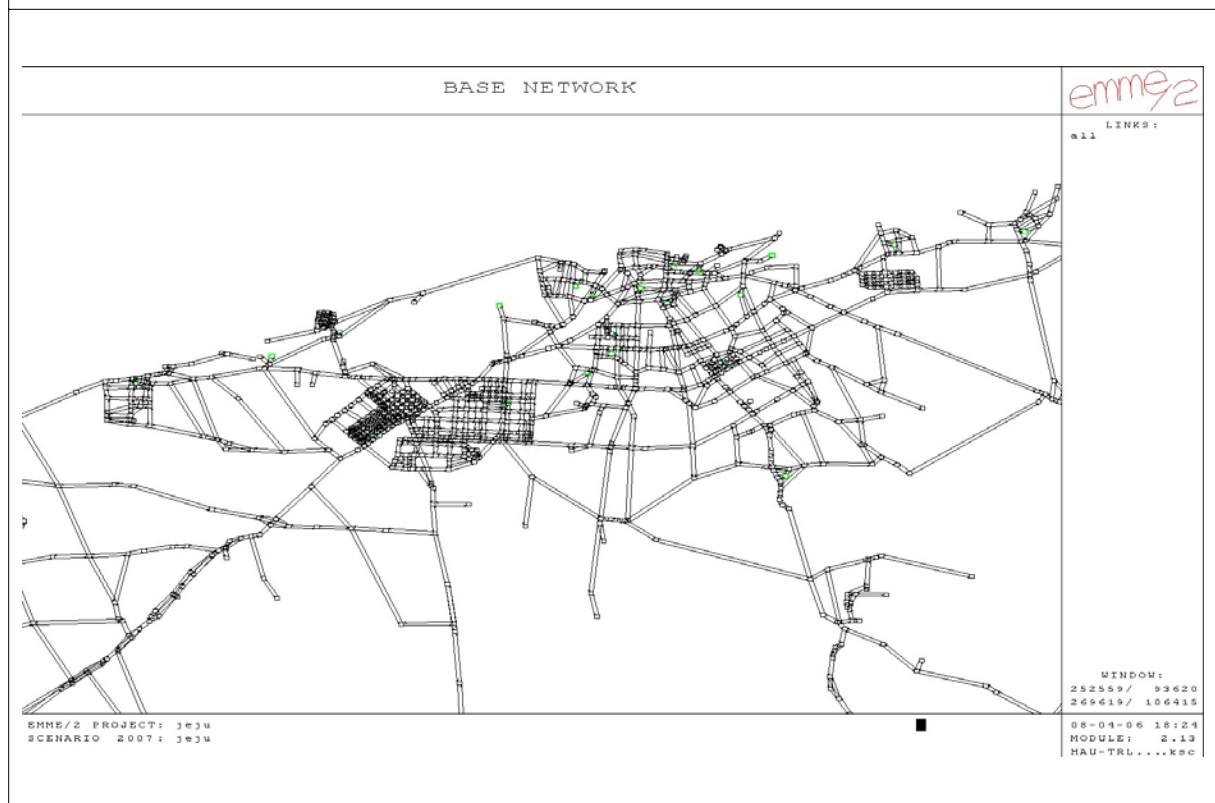 BASE NETWORK
emme/2
LINKS:
all
WINDOW:
252559/ 93620
269619/ 106415
EMME/2 PROJECT: jeju
SCENARIO 2007: jeju
08-04-06 18:24
MODULE: 2.13
HAU-TRL....ksc